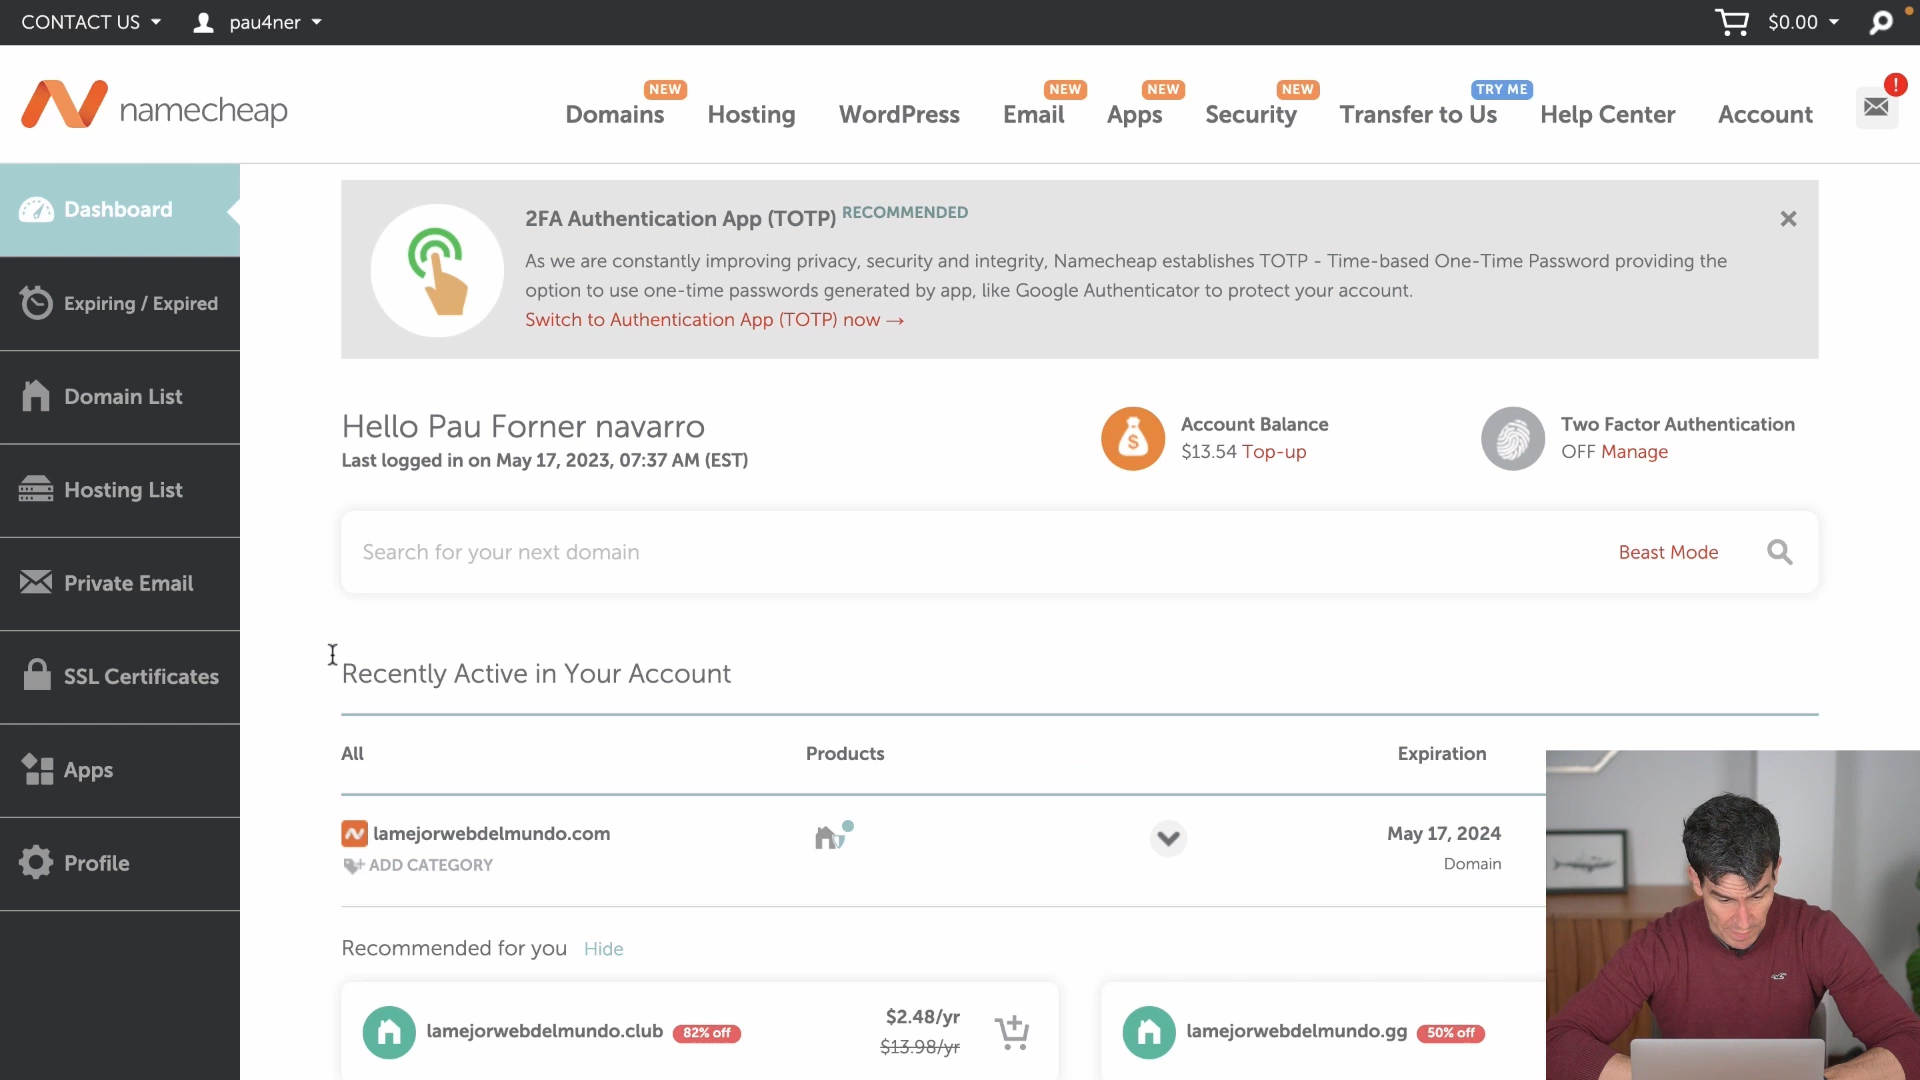 CONTACT US
pau4ner
$0.00
namecheap
NEW
NEW
NEW
NEW
TRY ME
Domains
Hosting
WordPress
Email
Apps
Security
Transfer to Us
Help Center
Account
!
Dashboard
Expiring / Expired
Domain List
Hosting List
Private Email
SSL Certificates
Apps
Profile
2FA Authentication App (TOTP) RECOMMENDED
As we are constantly improving privacy, security and integrity, Namecheap establishes TOTP - Time-based One-Time Password providing the
option to use one-time passwords generated by app, like Google Authenticator to protect your account.
Switch to Authentication App (TOTP) now →
Hello Pau Forner navarro
Last logged in on May 17, 2023, 07:37 AM (EST)
Account Balance
$13.54 Top-up
Two Factor Authentication
OFF Manage
Search for your next domain
Beast Mode
Recently Active in Your Account
All
Products
Expiration
lamejorwebdelmundo.com
May 17, 2024
ADD CATEGORY
Domain
Recommended for you Hide
lamejorwebdelmundo.club 82% off
$2.48/yr
$13.98/yr
lamejorwebdelmundo.gg 50% off